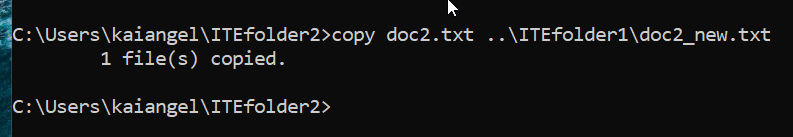 C:\Users\kaiangel\ITEfolder2>copy doc2.txt ..\ITEfolder1\doc2_new.txt
        1 file(s) copied.
C:\Users\kaiangel\ITEfolder2>